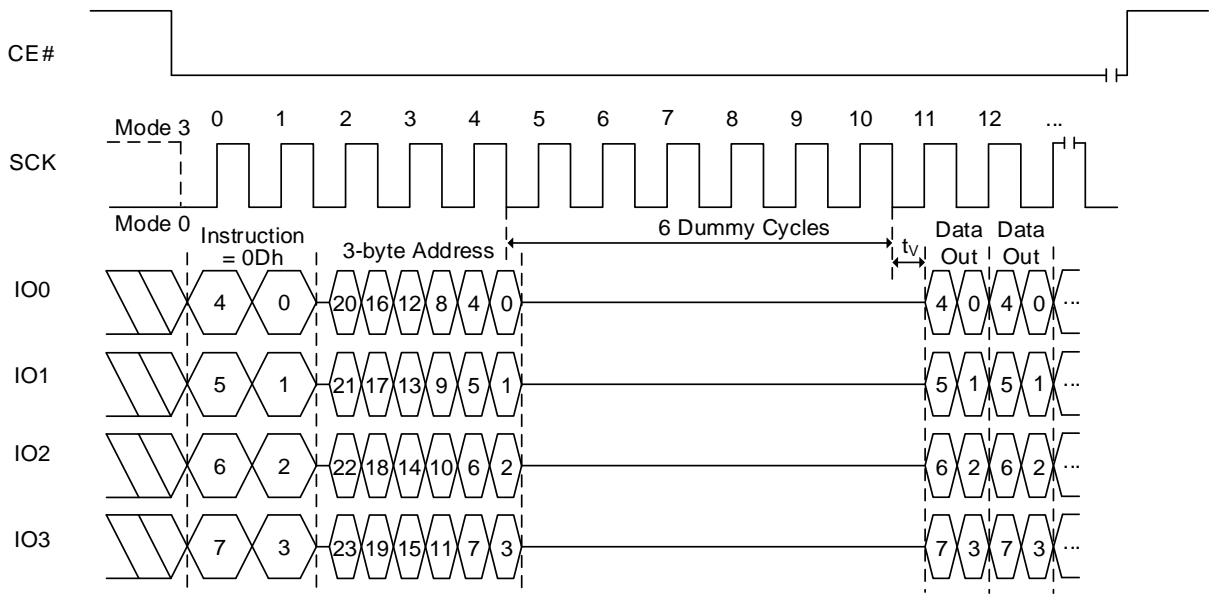 CE#
0 1 2 3 4 5 6 7 8 9 10 11 12 ...
Mode 3
SCK
Mode 0
6 Dummy Cycles
Instruction
= 0Dh
3-byte Address
tV
Data Data
Out Out
IO0 4 0 20 16 12 8 4 0 4 0 4 0 ...
IO1 5 1 21 17 13 9 5 1 5 1 5 1 ...
IO2 6 2 22 18 14 10 6 2 6 2 6 2 ...
IO3 7 3 23 19 15 11 7 3 7 3 7 3 ...